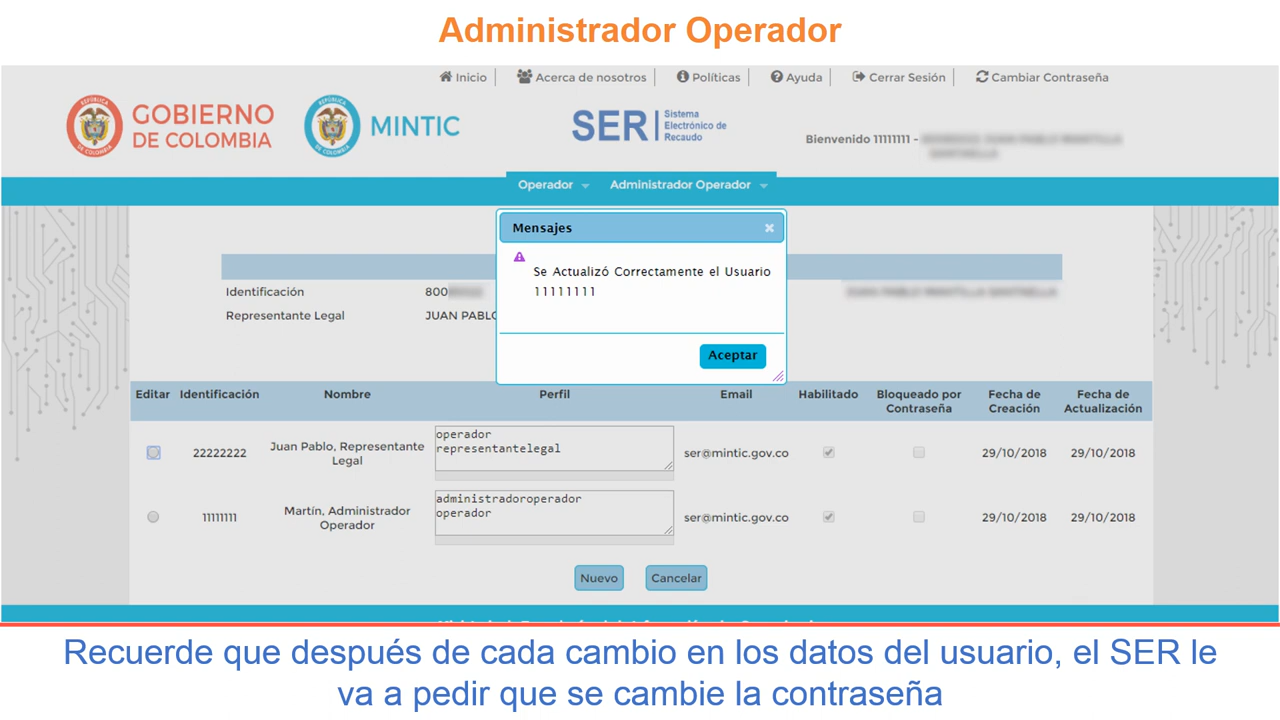 Administrador Operador
Inicio
Acerca de nosotros
Políticas
Ayuda
Cerrar Sesión
Cambiar Contraseña
GOBIERNO
DE COLOMBIA
MINTIC
SER
Sistema
Electrónico de
Recaudo
Bienvenido 11111111 -
Operador
Administrador Operador
Mensajes
Se Actualizó Correctamente el Usuario
11111111
Aceptar
Identificación 800
Representante Legal JUAN PABLO
Editar Identificación Nombre Perfil Email Habilitado Bloqueado por Contraseña Fecha de Creación Fecha de Actualización
operador
22222222 Juan Pablo, Representante Legal representantelegal ser@mintic.gov.co 29/10/2018 29/10/2018
administradoroperador
11111111 Martín, Administrador Operador operador ser@mintic.gov.co 29/10/2018 29/10/2018
Nuevo
Cancelar
Recuerde que después de cada cambio en los datos del usuario, el SER le
va a pedir que se cambie la contraseña